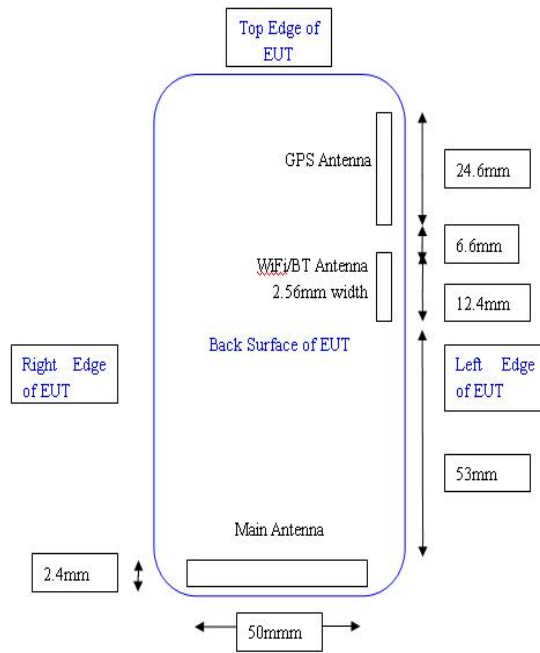 Top Edge of
EUT
GPS Antenna
24.6mm
6.6mm
WiFi/BT Antenna
2.56mm width
12.4mm
Back Surface of EUT
Right Edge
of EUT
Left Edge
of EUT
53mm
Main Antenna
2.4mm
50mmm